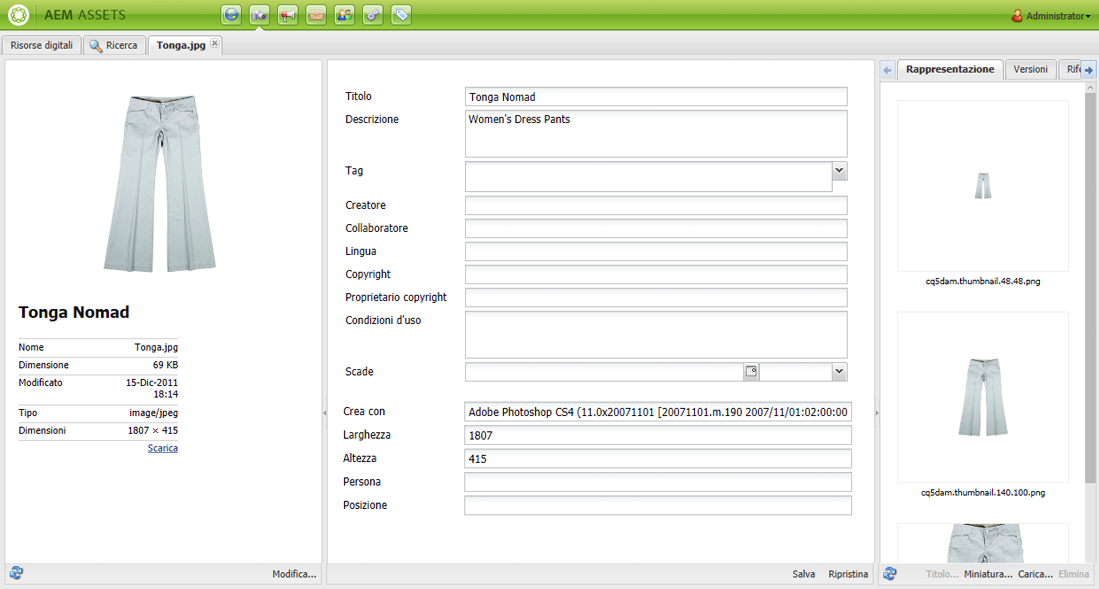 AEM ASSETS
Administrator
Risorse digitali
Ricerca
Tonga.jpg
Tonga Nomad
Nome Tonga.jpg
Dimensione 69 KB
Modificato 15-Dic-2011
18:14
Tipo image/jpeg
Dimensioni 1807 × 415
Scarica
Modifica...
Titolo Tonga Nomad
Descrizione Women's Dress Pants
Tag
Creatore
Collaboratore
Lingua
Copyright
Proprietario copyright
Condizioni d'uso
Scade
Crea con Adobe Photoshop CS4 (11.0x20071101 [20071101.m.190 2007/11/01:02:00:00
Larghezza 1807
Altezza 415
Persona
Posizione
Salva Ripristina
Rappresentazione Versioni Rife
cq5dam.thumbnail.48.48.png
cq5dam.thumbnail.140.100.png
Titolo... Miniatura... Carica... Elimina